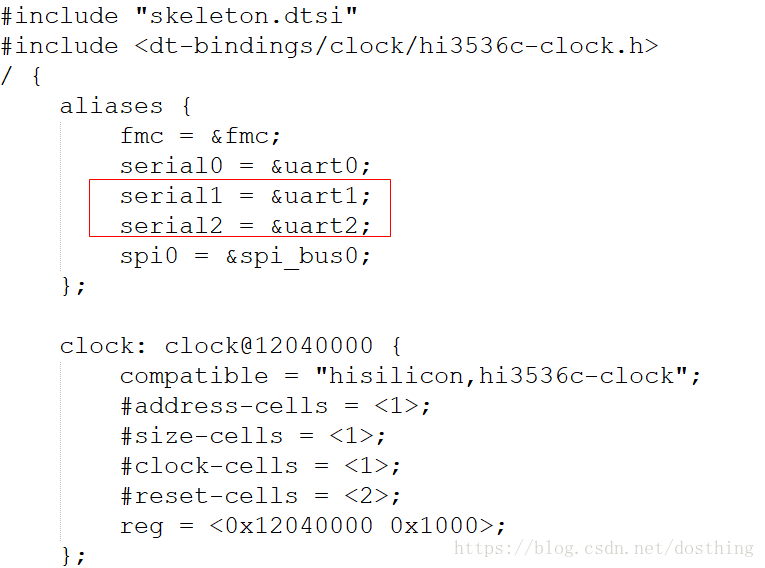 #include "skeleton.dtsi"
#include <dt-bindings/clock/hi3536c-clock.h>
/ {
    aliases {
        fmc = &fmc;
        serial0 = &uart0;
        serial1 = &uart1;
        serial2 = &uart2;
        spi0 = &spi_bus0;
    };

    clock: clock@12040000 {
        compatible = "hisilicon,hi3536c-clock";
        #address-cells = <1>;
        #size-cells = <1>;
        #clock-cells = <1>;
        #reset-cells = <2>;
        reg = <0x12040000 0x1000>;
    };
https://blog.csdn.net/dosthing